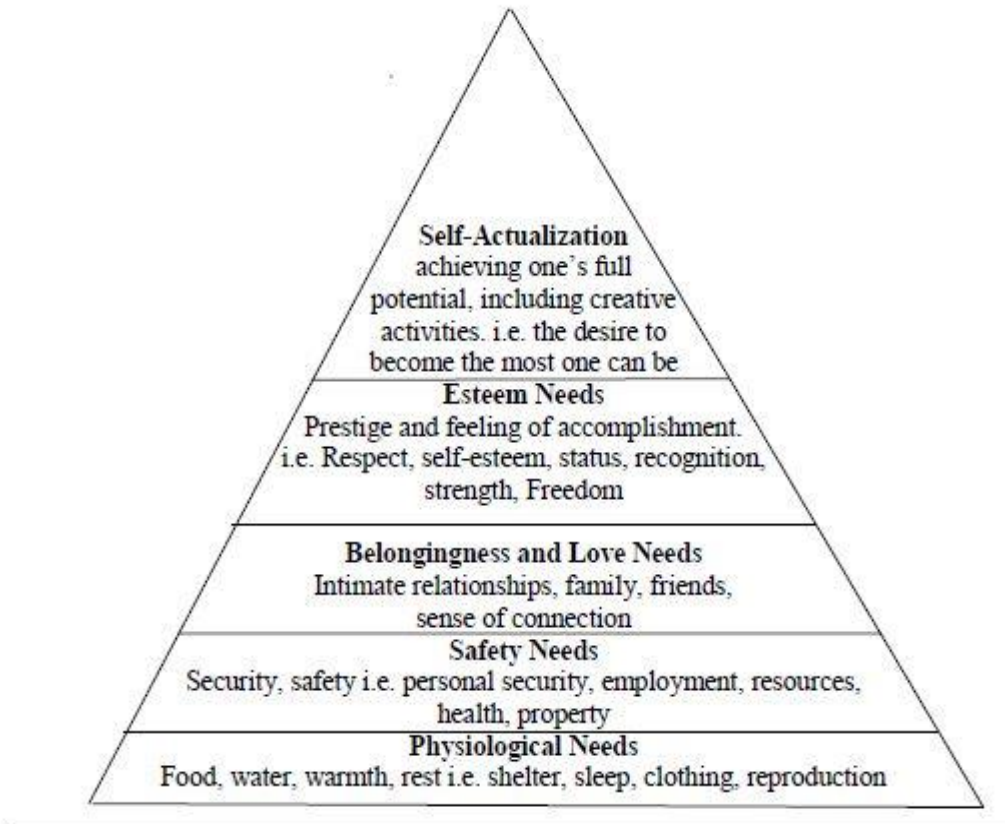 Self-Actualization
achieving one's full
potential, including creative
activities. i.e. the desire to
become the most one can be
Esteem Needs
Prestige and feeling of accomplishment.
i.e. Respect, self-esteem, status, recognition,
strength, Freedom
Belongingness and Love Needs
Intimate relationships, family, friends,
sense of connection
Safety Needs
Security, safety i.e. personal security, employment, resources,
health, property
Physiological Needs
Food, water, warmth, rest i.e. shelter, sleep, clothing, reproduction